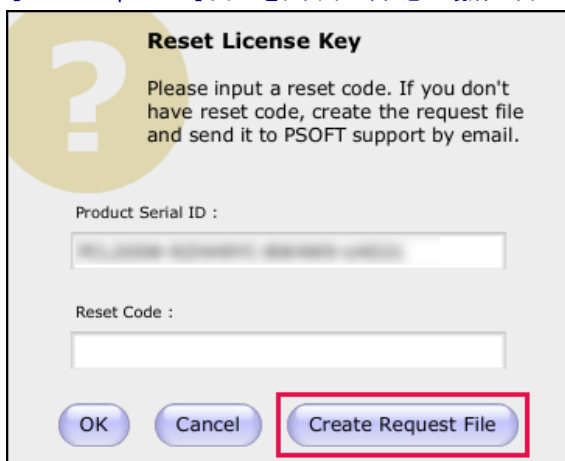 Reset License Key
Please input a reset code. If you don't
have reset code, create the request file
and send it to PSOFT support by email.
Product Serial ID :
Reset Code :
OK Cancel Create Request File